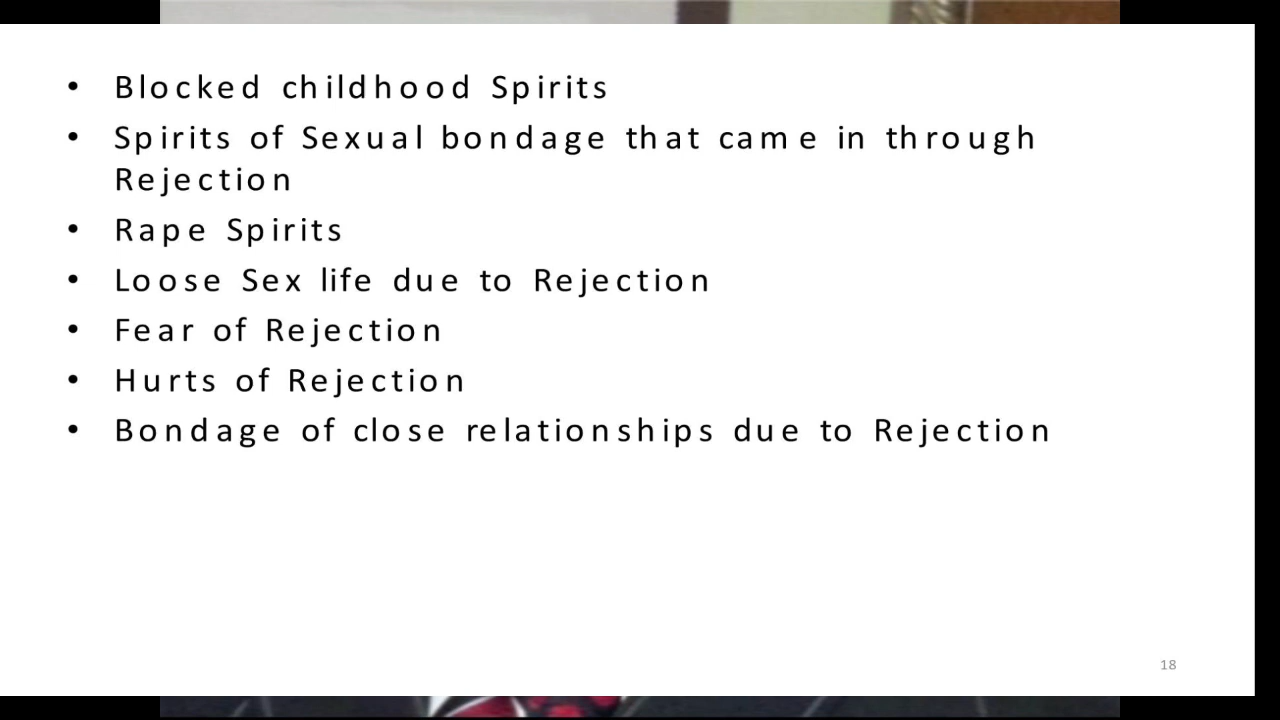 • Blocked childhood Spirits
• Spirits of Sexual bondage that came in through
Rejection
• Rape Spirits
• Loose Sex life due to Rejection
• Fear of Rejection
• Hurts of Rejection
• Bondage of close relationships due to Rejection
18